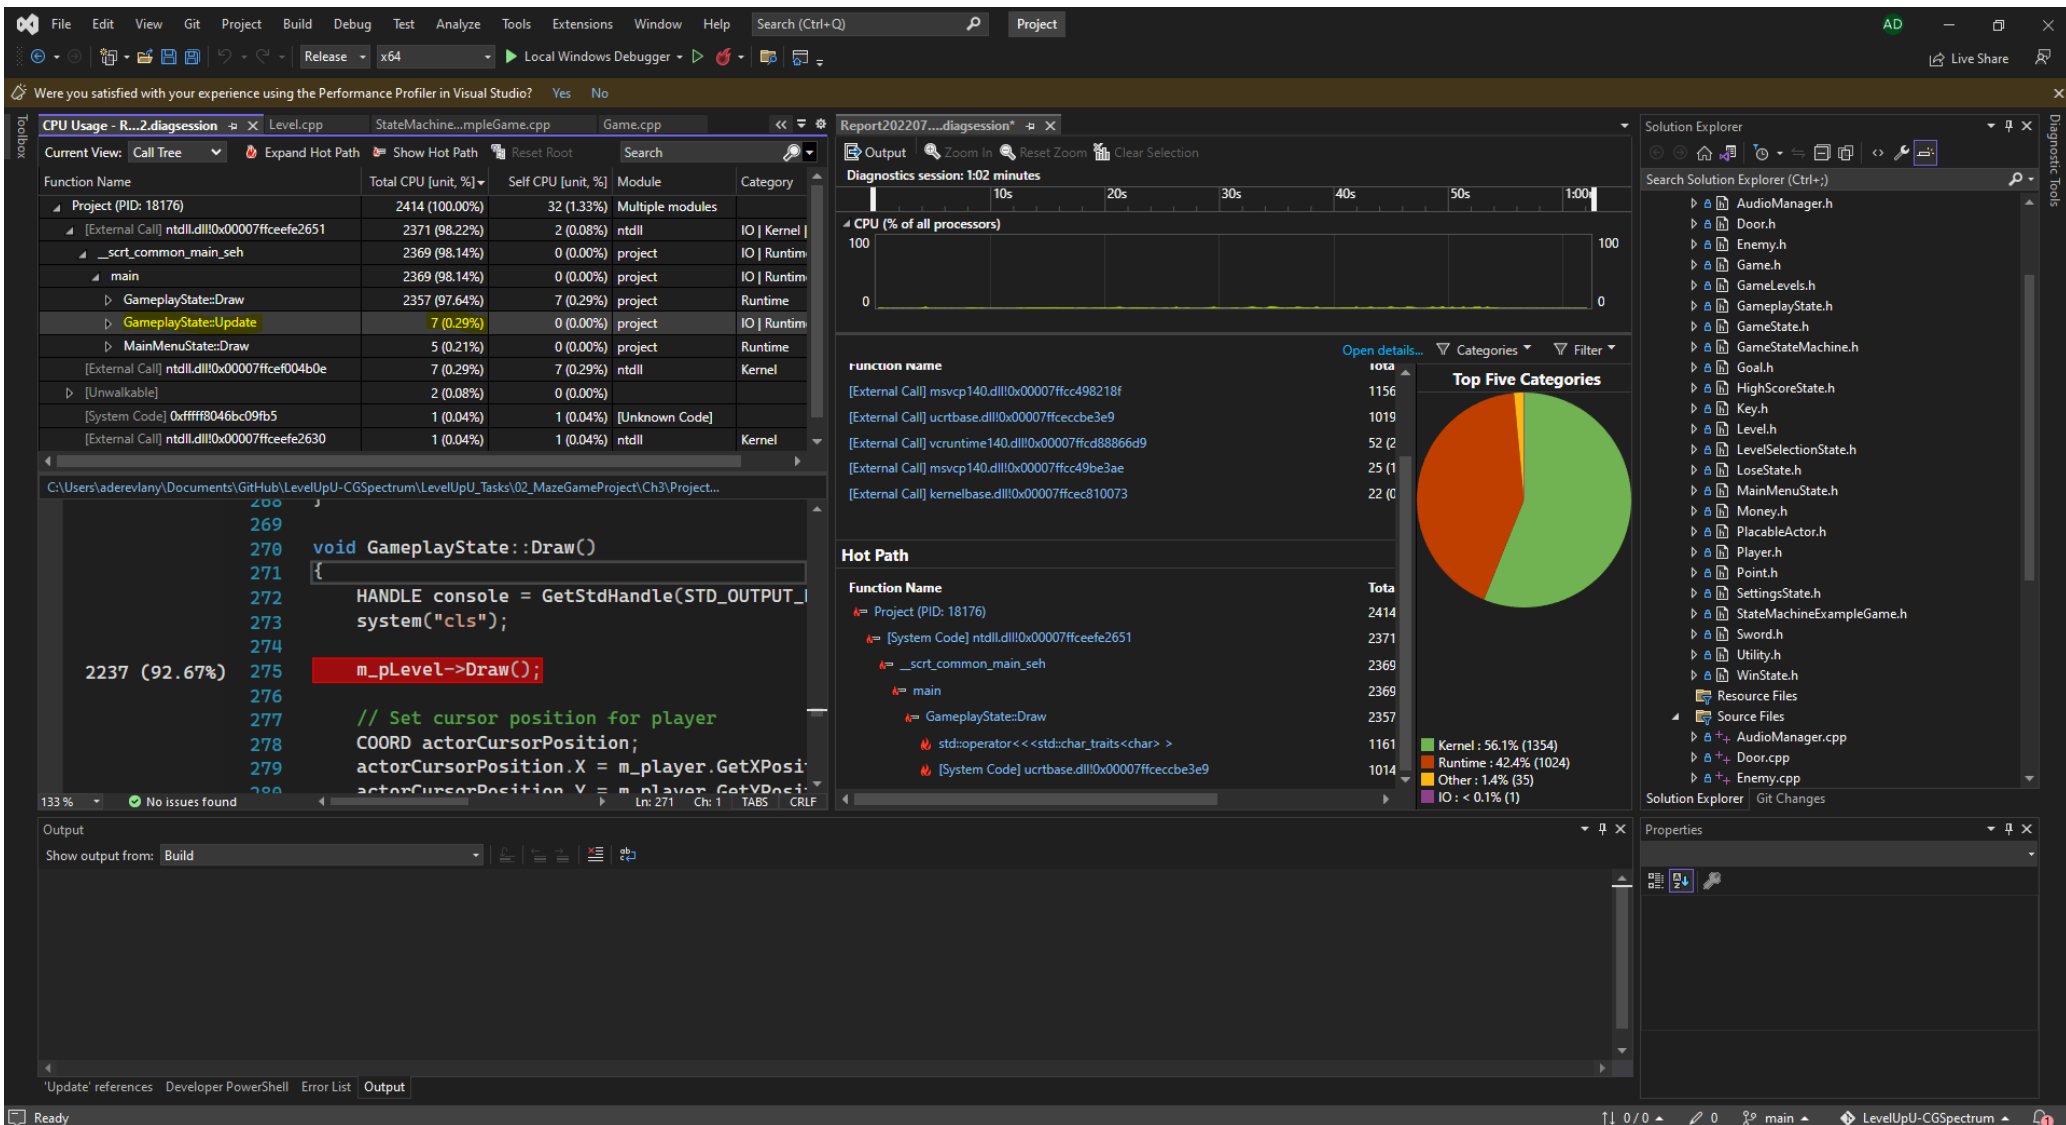 File Edit View Git Project Build Debug Test Analyze Tools Extensions Window Help Search (Ctrl+Q) Project AD
Release x64 Local Windows Debugger Live Share
Were you satisfied with your experience using the Performance Profiler in Visual Studio? Yes No
Toolbox
CPU Usage - R...2.diagsession Level.cpp StateMachine...mpleGame.cpp Game.cpp
Current View: Call Tree Expand Hot Path Show Hot Path Reset Root Search
Function Name Total CPU [unit, %] Self CPU [unit, %] Module Category
Project (PID: 18176) 2414 (100.00%) 32 (1.33%) Multiple modules
[External Call] ntdll.dll!0x00007ffceefe2651 2371 (98.22%) 2 (0.08%) ntdll IO | Kernel |
__scrt_common_main_seh 2369 (98.14%) 0 (0.00%) project IO | Runtim
main 2369 (98.14%) 0 (0.00%) project IO | Runtim
GameplayState::Draw 2357 (97.64%) 7 (0.29%) project Runtime
GameplayState::Update 7 (0.29%) 0 (0.00%) project IO | Runtim
MainMenuState::Draw 5 (0.21%) 0 (0.00%) project Runtime
[External Call] ntdll.dll!0x00007ffcef004b0e 7 (0.29%) 7 (0.29%) ntdll Kernel
[Unwalkable] 2 (0.08%) 0 (0.00%)
[System Code] 0xfffff8046bc09fb5 1 (0.04%) 1 (0.04%) [Unknown Code]
[External Call] ntdll.dll!0x00007ffceefe2630 1 (0.04%) 1 (0.04%) ntdll Kernel
C:\Users\aderevlany\Documents\GitHub\LevelUpU-CGSpectrum\LevelUpU_Tasks\02_MazeGameProject\Ch3\Project...
268 }
269
270 void GameplayState::Draw()
271 {
272 HANDLE console = GetStdHandle(STD_OUTPUT_
273 system("cls");
274
2237 (92.67%) 275 m_pLevel->Draw();
276
277 // Set cursor position for player
278 COORD actorCursorPosition;
279 actorCursorPosition.X = m_player.GetXPosi
280 actorCursorPosition.Y = m_player.GetYPosi
133 % No issues found Ln: 271 Ch: 1 TABS CRLF
Report202207....diagsession*
Output Zoom In Reset Zoom Clear Selection
Diagnostics session: 1:02 minutes
10s 20s 30s 40s 50s 1:00
CPU (% of all processors)
100 100
0 0
Open details... Categories Filter
Function Name Tota
[External Call] msvcp140.dll!0x00007ffcc498218f 1156
[External Call] ucrtbase.dll!0x00007ffceccbe3e9 1019
[External Call] vcruntime140.dll!0x00007ffcd88866d9 52 (2
[External Call] msvcp140.dll!0x00007ffcc49be3ae 25 (1
[External Call] kernelbase.dll!0x00007ffcec810073 22 (0
Hot Path
Function Name Tota
Project (PID: 18176) 2414
[System Code] ntdll.dll!0x00007ffceefe2651 2371
__scrt_common_main_seh 2369
main 2369
GameplayState::Draw 2357
std::operator<<<std::char_traits<char> > 1161
[System Code] ucrtbase.dll!0x00007ffceccbe3e9 1014
Top Five Categories
Kernel : 56.1% (1354)
Runtime : 42.4% (1024)
Other : 1.4% (35)
IO : < 0.1% (1)
Solution Explorer
Search Solution Explorer (Ctrl+;)
AudioManager.h
Door.h
Enemy.h
Game.h
GameLevels.h
GameplayState.h
GameState.h
GameStateMachine.h
Goal.h
HighScoreState.h
Key.h
Level.h
LevelSelectionState.h
LoseState.h
MainMenuState.h
Money.h
PlacableActor.h
Player.h
Point.h
SettingsState.h
StateMachineExampleGame.h
Sword.h
Utility.h
WinState.h
Resource Files
Source Files
AudioManager.cpp
Door.cpp
Enemy.cpp
Solution Explorer Git Changes
Diagnostic Tools
Output
Show output from: Build
Properties
'Update' references Developer PowerShell Error List Output
Ready 0 / 0 0 main LevelUpU-CGSpectrum 1